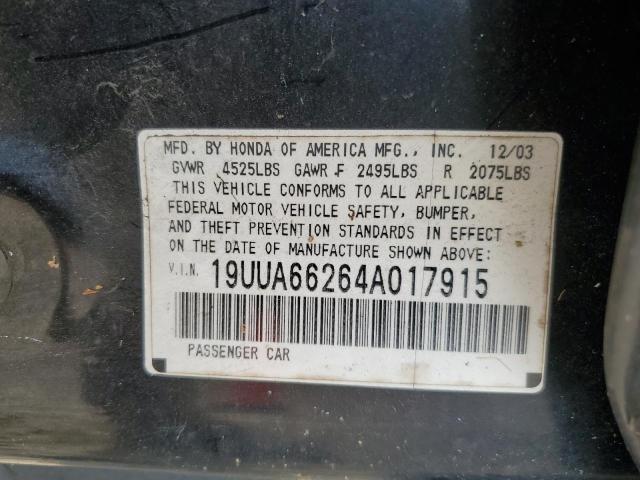 MFD. BY HONDA OF AMERICA MFG., INC. 12/03
GVWR 4525LBS GAWR F 2495LBS R 2075LBS
THIS VEHICLE CONFORMS TO ALL APPLICABLE
FEDERAL MOTOR VEHICLE SAFETY, BUMPER,
AND THEFT PREVENTION STANDARDS IN EFFECT
ON THE DATE OF MANUFACTURE SHOWN ABOVE:
V.I.N. 19UUA66264A017915
PASSENGER CAR